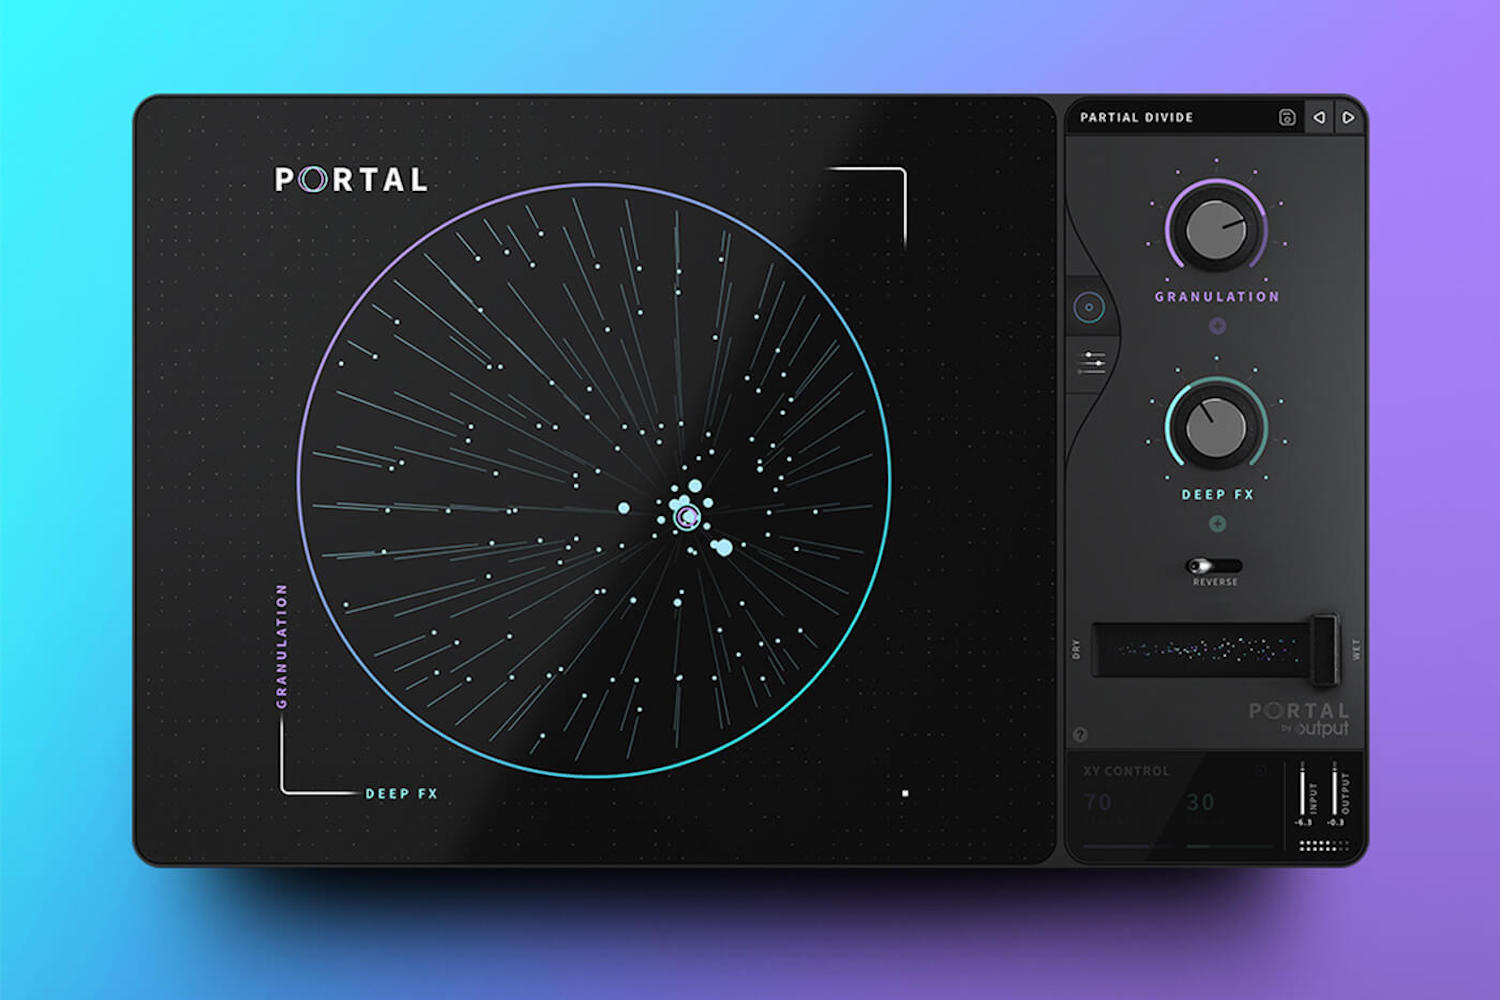 PORTAL
GRANULATION
DEEP FX
PARTIAL DIVIDE
GRANULATION
DEEP FX
REVERSE
DRY
WET
PORTAL
by output
?
XY CONTROL
70
30
INPUT
OUTPUT
-6.3
-0.3